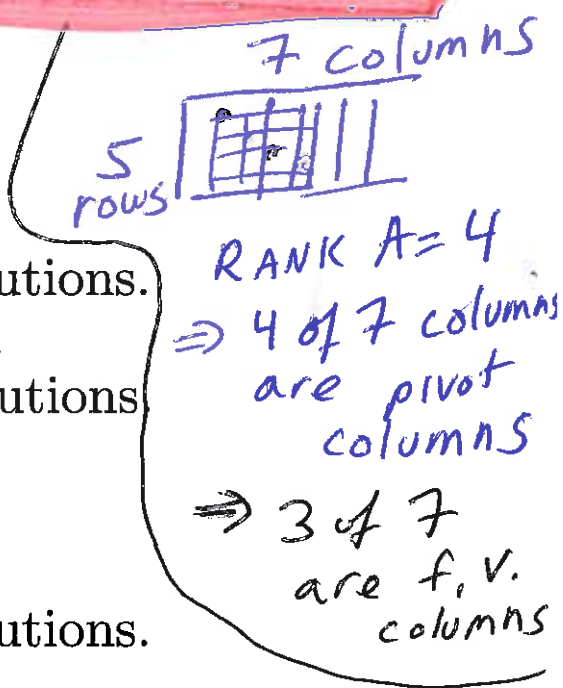 7 columns
5
rows
utions.
RANK A = 4
⇒ 4 of 7 columns
are pivot
columns
utions
⇒ 3 of 7
are f.v.
columns
utions.